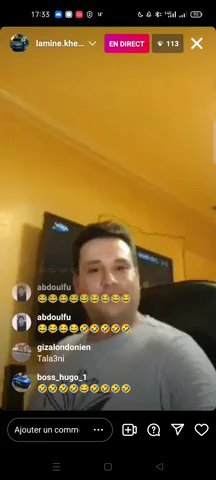 17:33
lamine.khe...
EN DIRECT
113
abdoulfu
😂😂😂😂😂😂😂😂😂
abdoulfu
😂😂😂😂🤣🤣🤣🤣🤣
gizalondonien
Tala3ni
boss_hugo_1
🤣🤣🤣🤣😂🤣🤣🤣🤣
Ajouter un comm